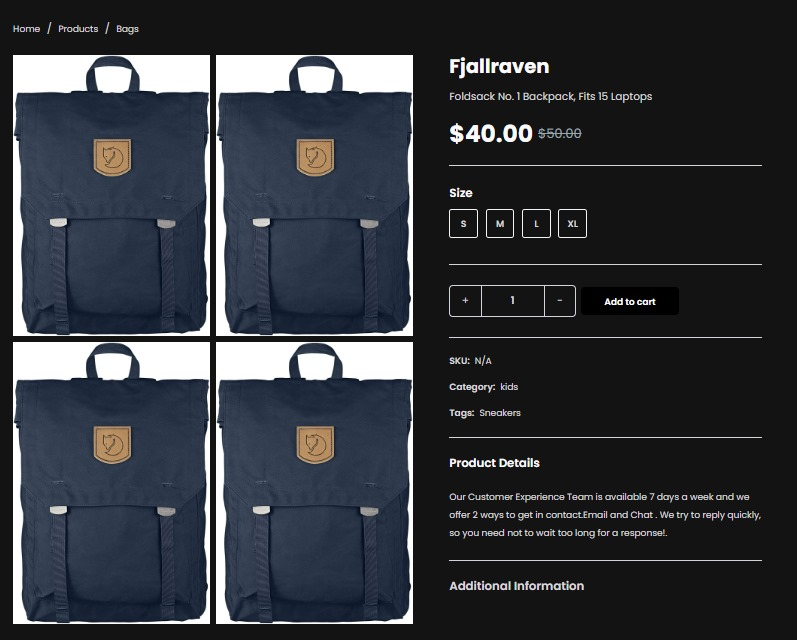 Home / Products / Bags
Fjallraven
Foldsack No. 1 Backpack, Fits 15 Laptops
$40.00 $50.00
Size
S M L XL
+ 1 - Add to cart
SKU: N/A
Category: kids
Tags: Sneakers
Product Details
Our Customer Experience Team is available 7 days a week and we
offer 2 ways to get in contact.Email and Chat . We try to reply quickly,
so you need not to wait too long for a response!.
Additional Information